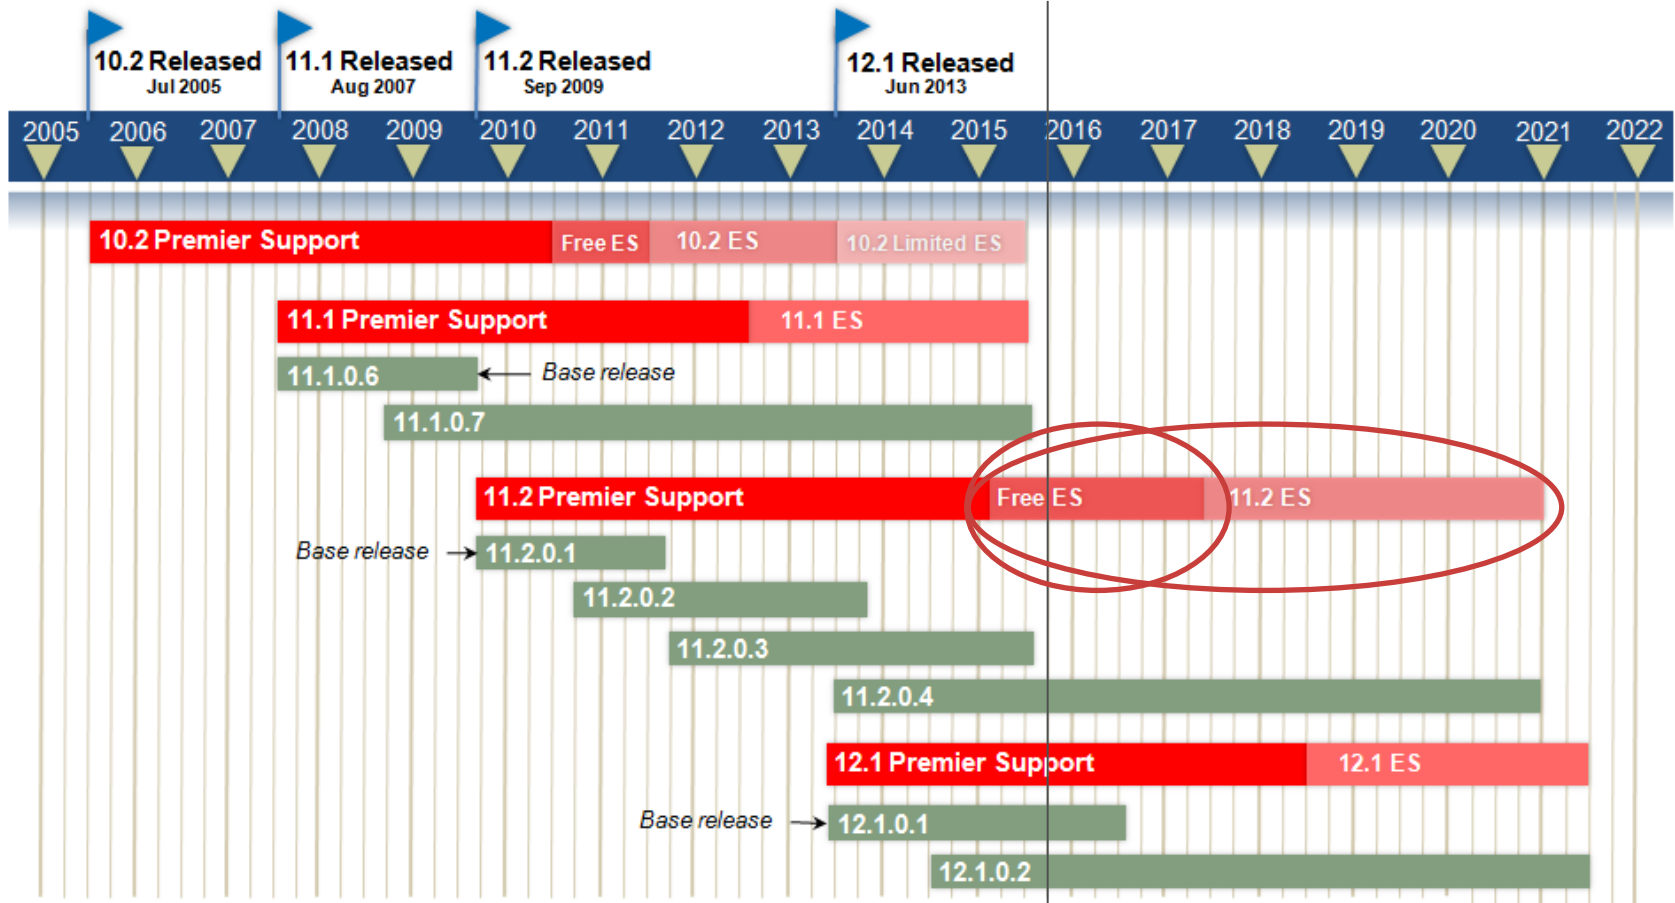 10.2 Released
Jul 2005
11.1 Released
Aug 2007
11.2 Released
Sep 2009
12.1 Released
Jun 2013
2005 2006 2007 2008 2009 2010 2011 2012 2013 2014 2015 2016 2017 2018 2019 2020 2021 2022
10.2 Premier Support Free ES 10.2 ES 10.2 Limited ES
11.1 Premier Support 11.1 ES
11.1.0.6 Base release
11.1.0.7
11.2 Premier Support Free ES 11.2 ES
Base release 11.2.0.1
11.2.0.2
11.2.0.3
11.2.0.4
12.1 Premier Support 12.1 ES
Base release 12.1.0.1
12.1.0.2